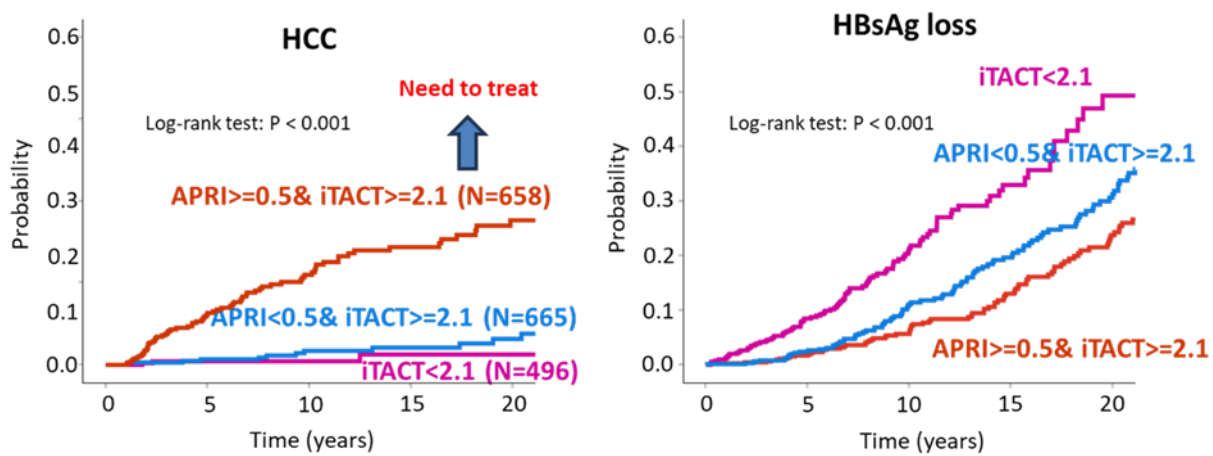 HCC
0.6
0.5
0.4
0.3
0.2
0.1
0.0
Probability
Need to treat
Log-rank test: P < 0.001
APRI>=0.5& iTACT>=2.1 (N=658)
APRI<0.5& iTACT>=2.1 (N=665)
iTACT<2.1 (N=496)
0 5 10 15 20
Time (years)
HBsAg loss
0.6
0.5
0.4
0.3
0.2
0.1
0.0
Probability
iTACT<2.1
Log-rank test: P < 0.001
APRI<0.5& iTACT>=2.1
APRI>=0.5& iTACT>=2.1
0 5 10 15 20
Time (years)